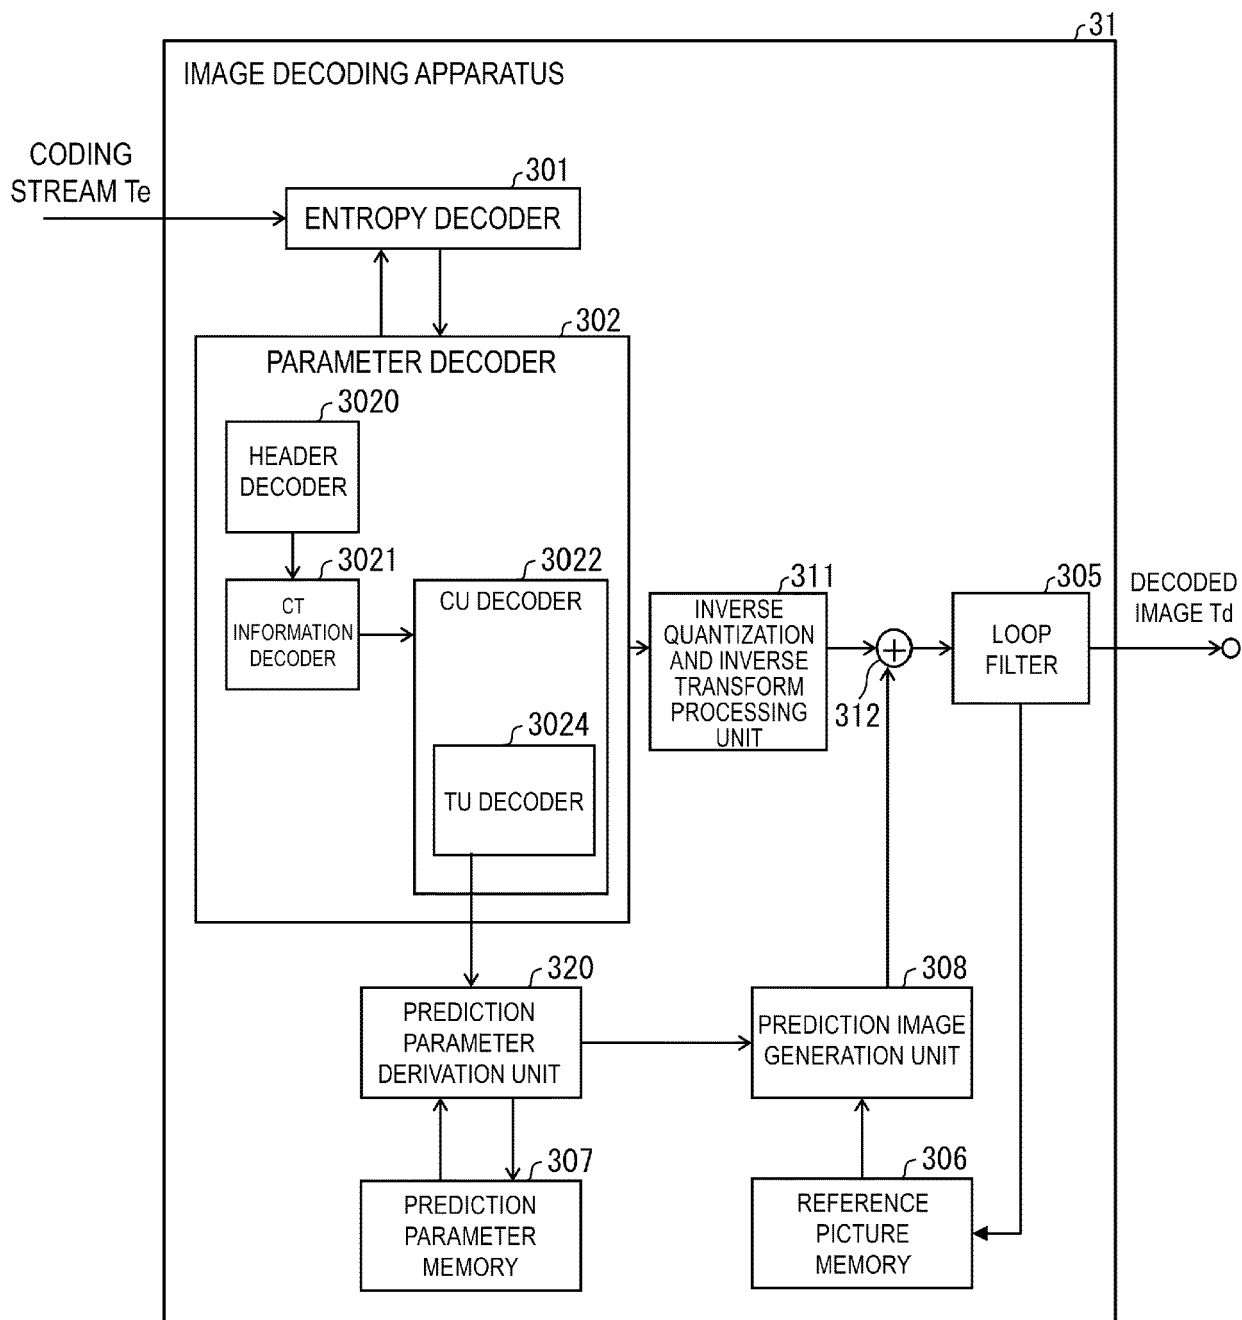 31
IMAGE DECODING APPARATUS
CODING
STREAM Te
301
ENTROPY DECODER
302
PARAMETER DECODER
3020
HEADER
DECODER
3021
CT
INFORMATION
DECODER
3022
CU DECODER
3024
TU DECODER
311
INVERSE
QUANTIZATION
AND INVERSE
TRANSFORM
PROCESSING
UNIT
312
305
LOOP
FILTER
DECODED
IMAGE Td
320
PREDICTION
PARAMETER
DERIVATION UNIT
308
PREDICTION IMAGE
GENERATION UNIT
307
PREDICTION
PARAMETER
MEMORY
306
REFERENCE
PICTURE
MEMORY